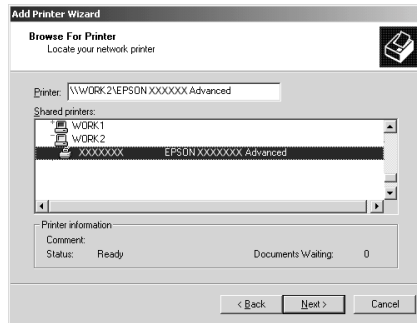 Add Printer Wizard
Browse For Printer
Locate your network printer
Printer: \\WORK2\EPSON XXXXXX Advanced
Shared printers:
WORK1
WORK2
XXXXXXX EPSON XXXXXXX Advanced
Printer information
Comment:
Status: Ready Documents Waiting: 0
< Back Next > Cancel